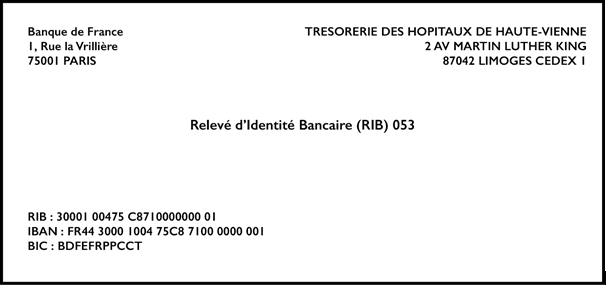 Banque de France
1, Rue la Vrillière
75001 PARIS
TRESORERIE DES HOPITAUX DE HAUTE-VIENNE
2 AV MARTIN LUTHER KING
87042 LIMOGES CEDEX 1
Relevé d'Identité Bancaire (RIB) 053
RIB : 30001 00475 C8710000000 01
IBAN : FR44 3000 1004 75C8 7100 0000 001
BIC : BDFEFRPPCCT